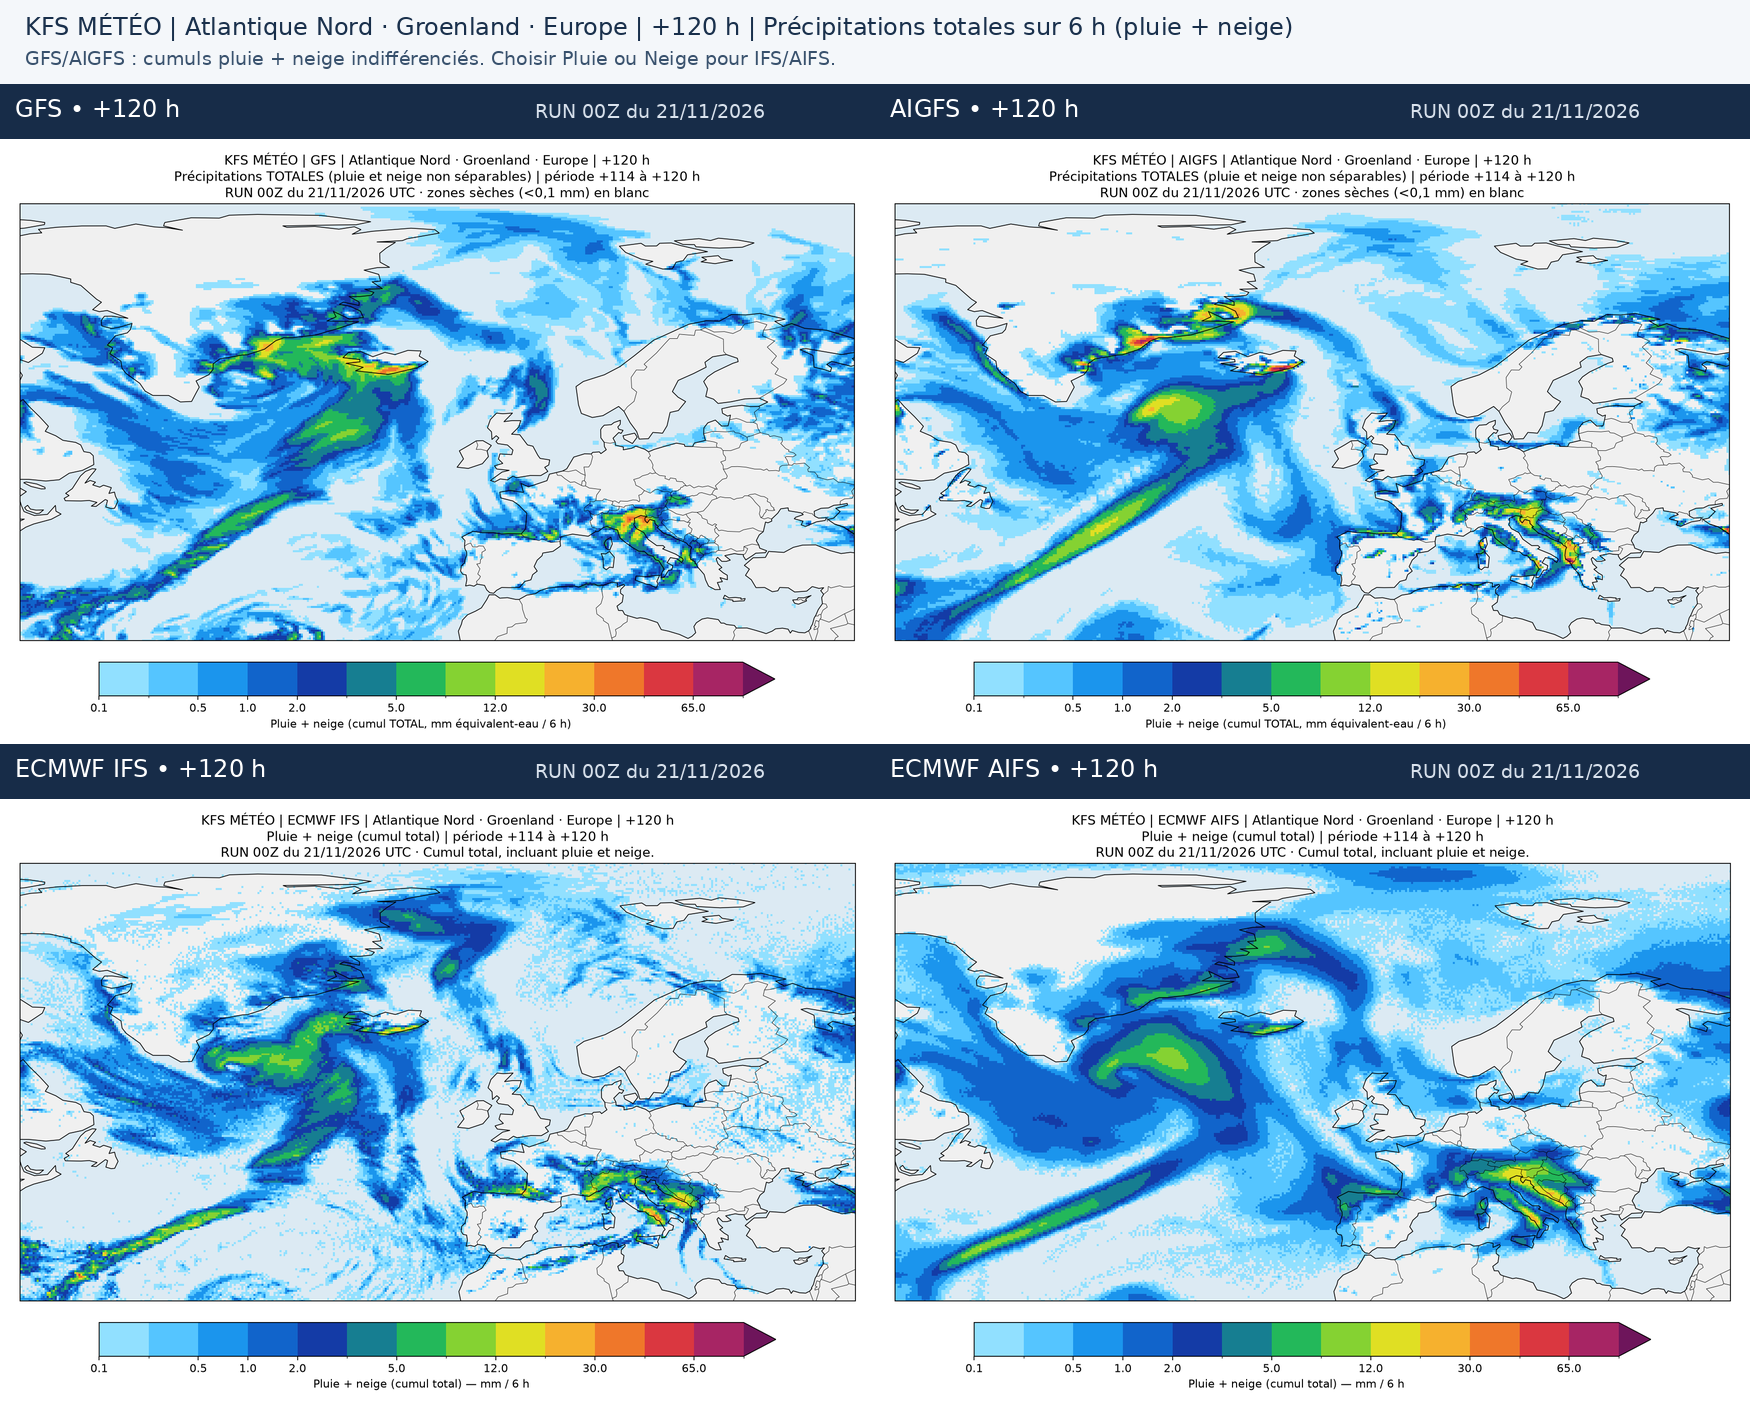 KFS MÉTÉO | Atlantique Nord · Groenland · Europe | +120 h | Précipitations totales sur 6 h (pluie + neige)
GFS/AIGFS : cumuls pluie + neige indifférenciés. Choisir Pluie ou Neige pour IFS/AIFS.
GFS • +120 h RUN 00Z du 21/11/2026
AIGFS • +120 h RUN 00Z du 21/11/2026
KFS MÉTÉO | GFS | Atlantique Nord · Groenland · Europe | +120 h
Précipitations TOTALES (pluie et neige non séparables) | période +114 à +120 h
RUN 00Z du 21/11/2026 UTC · zones sèches (<0,1 mm) en blanc
KFS MÉTÉO | AIGFS | Atlantique Nord · Groenland · Europe | +120 h
Précipitations TOTALES (pluie et neige non séparables) | période +114 à +120 h
RUN 00Z du 21/11/2026 UTC · zones sèches (<0,1 mm) en blanc
0.1 0.5 1.0 2.0 5.0 12.0 30.0 65.0
Pluie + neige (cumul TOTAL, mm équivalent-eau / 6 h)
0.1 0.5 1.0 2.0 5.0 12.0 30.0 65.0
Pluie + neige (cumul TOTAL, mm équivalent-eau / 6 h)
ECMWF IFS • +120 h RUN 00Z du 21/11/2026
ECMWF AIFS • +120 h RUN 00Z du 21/11/2026
KFS MÉTÉO | ECMWF IFS | Atlantique Nord · Groenland · Europe | +120 h
Pluie + neige (cumul total) | période +114 à +120 h
RUN 00Z du 21/11/2026 UTC · Cumul total, incluant pluie et neige.
KFS MÉTÉO | ECMWF AIFS | Atlantique Nord · Groenland · Europe | +120 h
Pluie + neige (cumul total) | période +114 à +120 h
RUN 00Z du 21/11/2026 UTC · Cumul total, incluant pluie et neige.
0.1 0.5 1.0 2.0 5.0 12.0 30.0 65.0
Pluie + neige (cumul total) — mm / 6 h
0.1 0.5 1.0 2.0 5.0 12.0 30.0 65.0
Pluie + neige (cumul total) — mm / 6 h